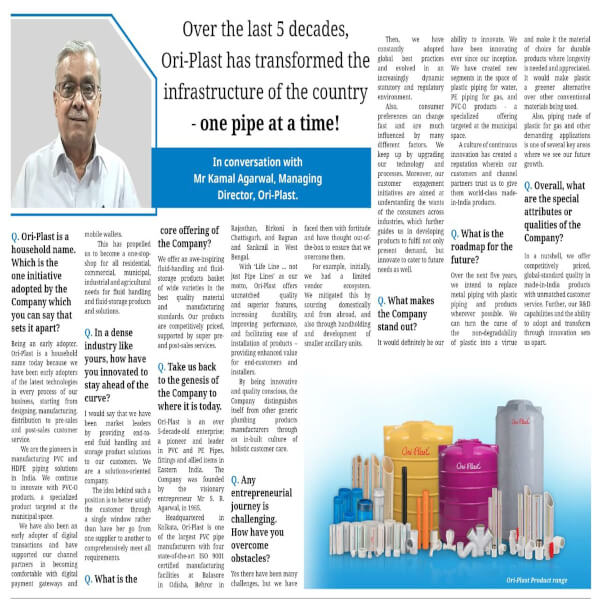 Over the last 5 decades,
Ori-Plast has transformed the
infrastructure of the country
- one pipe at a time!
In conversation with
Mr Kamal Agarwal, Managing
Director, Ori-Plast.
Q. Ori-Plast is a
household name.
Which is the
one initiative
adopted by the
Company which
you can say that
sets it apart?
Being an early adopter.
Ori-Plast is a household
name today because we
have been early adopters
of the latest technologies
in every process of our
business, starting from
designing, manufacturing,
distribution to pre-sales
and post-sales customer
service.
We are the pioneers in
manufacturing PVC and
HDPE piping solutions
in India. We continue
to innovate with PVC-O
products, a specialized
product targeted at the
municipal space.
We have also been an
early adopter of digital
transactions and have
supported our channel
partners in becoming
comfortable with digital
payment gateways and
mobile wallets.
This has propelled
us to become a one-stop-
shop for all residential,
commercial, municipal,
industrial and agricultural
needs for fluid handling
and fluid-storage products
and solutions.
Q. In a dense
industry like
yours, how have
you innovated to
stay ahead of the
curve?
I would say that we have
been market leaders
by providing end-to-
end fluid handling and
storage product solutions
to our customers. We
are a solutions-oriented
company.
The idea behind such a
position is to better satisfy
the customer through
a single window rather
than have her go from
one supplier to another to
comprehensively meet all
requirements.
Q. What is the
core offering of
the Company?
We offer an awe-inspiring
fluid-handling and fluid-
storage products basket
of wide varieties in the
best quality material
and manufacturing
standards. Our products
are competitively priced,
supported by super pre-
and post-sales services.
Q. Take us back
to the genesis of
the Company to
where it is today.
Ori-Plast is an over
5-decade-old enterprise;
a pioneer and leader
in PVC and PE Pipes,
fittings and allied items in
Eastern India. The
Company was founded
by the visionary
entrepreneur Mr S. R.
Agarwal, in 1965.
Headquartered in
Kolkata, Ori-Plast is one
of the largest PVC pipe
manufacturers with four
state-of-the-art ISO 9001
certified manufacturing
facilities at Balasore
in Odisha, Behror in
Rajasthan, Birkoni in
Chattisgarh, and Bagnan
and Sankrail in West
Bengal.
With 'Life Line ... not
just Pipe Lines' as our
motto, Ori-Plast offers
unmatched quality
and superior features,
increasing durability,
improving performance,
and facilitating ease of
installation of products –
providing enhanced value
for end-customers and
installers.
By being innovative
and quality conscious, the
Company distinguishes
itself from other generic
plumbing products
manufacturers through
an in-built culture of
holistic customer care.
Q. Any
entrepreneurial
journey is
challenging.
How have you
overcome
obstacles?
Yes there have been many
challenges, but we have
faced them with fortitude
and have thought out-of-
the-box to ensure that we
overcome them.
For example, initially,
we had a limited
vendor ecosystem.
We mitigated this by
sourcing domestically
and from abroad, and
also through handholding
and development of
smaller ancillary units.
Then, we have
constantly adopted
global best practices
and evolved in an
increasingly dynamic
statutory and regulatory
environment.
Also, consumer
preferences can change
fast and are much
influenced by many
different factors. We
keep up by upgrading
our technology and
processes. Moreover, our
customer engagement
initiatives are aimed at
understanding the wants
of the consumers across
industries, which further
guides us in developing
products to fulfil not only
present demand, but
innovate to cater to future
needs as well.
Q. What makes
the Company
stand out?
It would definitely be our
ability to innovate. We
have been innovating
ever since our inception.
We have created new
segments in the space of
plastic piping for water,
PE piping for gas, and
PVC-O products - a
specialized offering
targeted at the municipal
space.
A culture of continuous
innovation has created a
reputation wherein our
customers and channel
partners trust us to give
them world-class made-
in-India products.
Q. What is the
roadmap for the
future?
Over the next five years,
we intend to replace
metal piping with plastic
piping and products
wherever possible. We
can turn the curse of
the non-degradability
of plastic into a virtue
and make it the material
of choice for durable
products where longevity
is needed and appreciated.
It would make plastic
a greener alternative
over other conventional
materials being used.
Also, piping made of
plastic for gas and other
demanding applications
is one of several key areas
where we see our future
growth.
Q. Overall, what
are the special
attributes or
qualities of the
Company?
In a nutshell, we offer
competitively priced,
global-standard quality in
made-in-India products
with unmatched customer
service. Further, our R&D
capabilities and the ability
to adopt and transform
through innovation sets
us apart.
Ori-Plast
Ori-Plast
Ori-Plast
Ori-Plast Product range